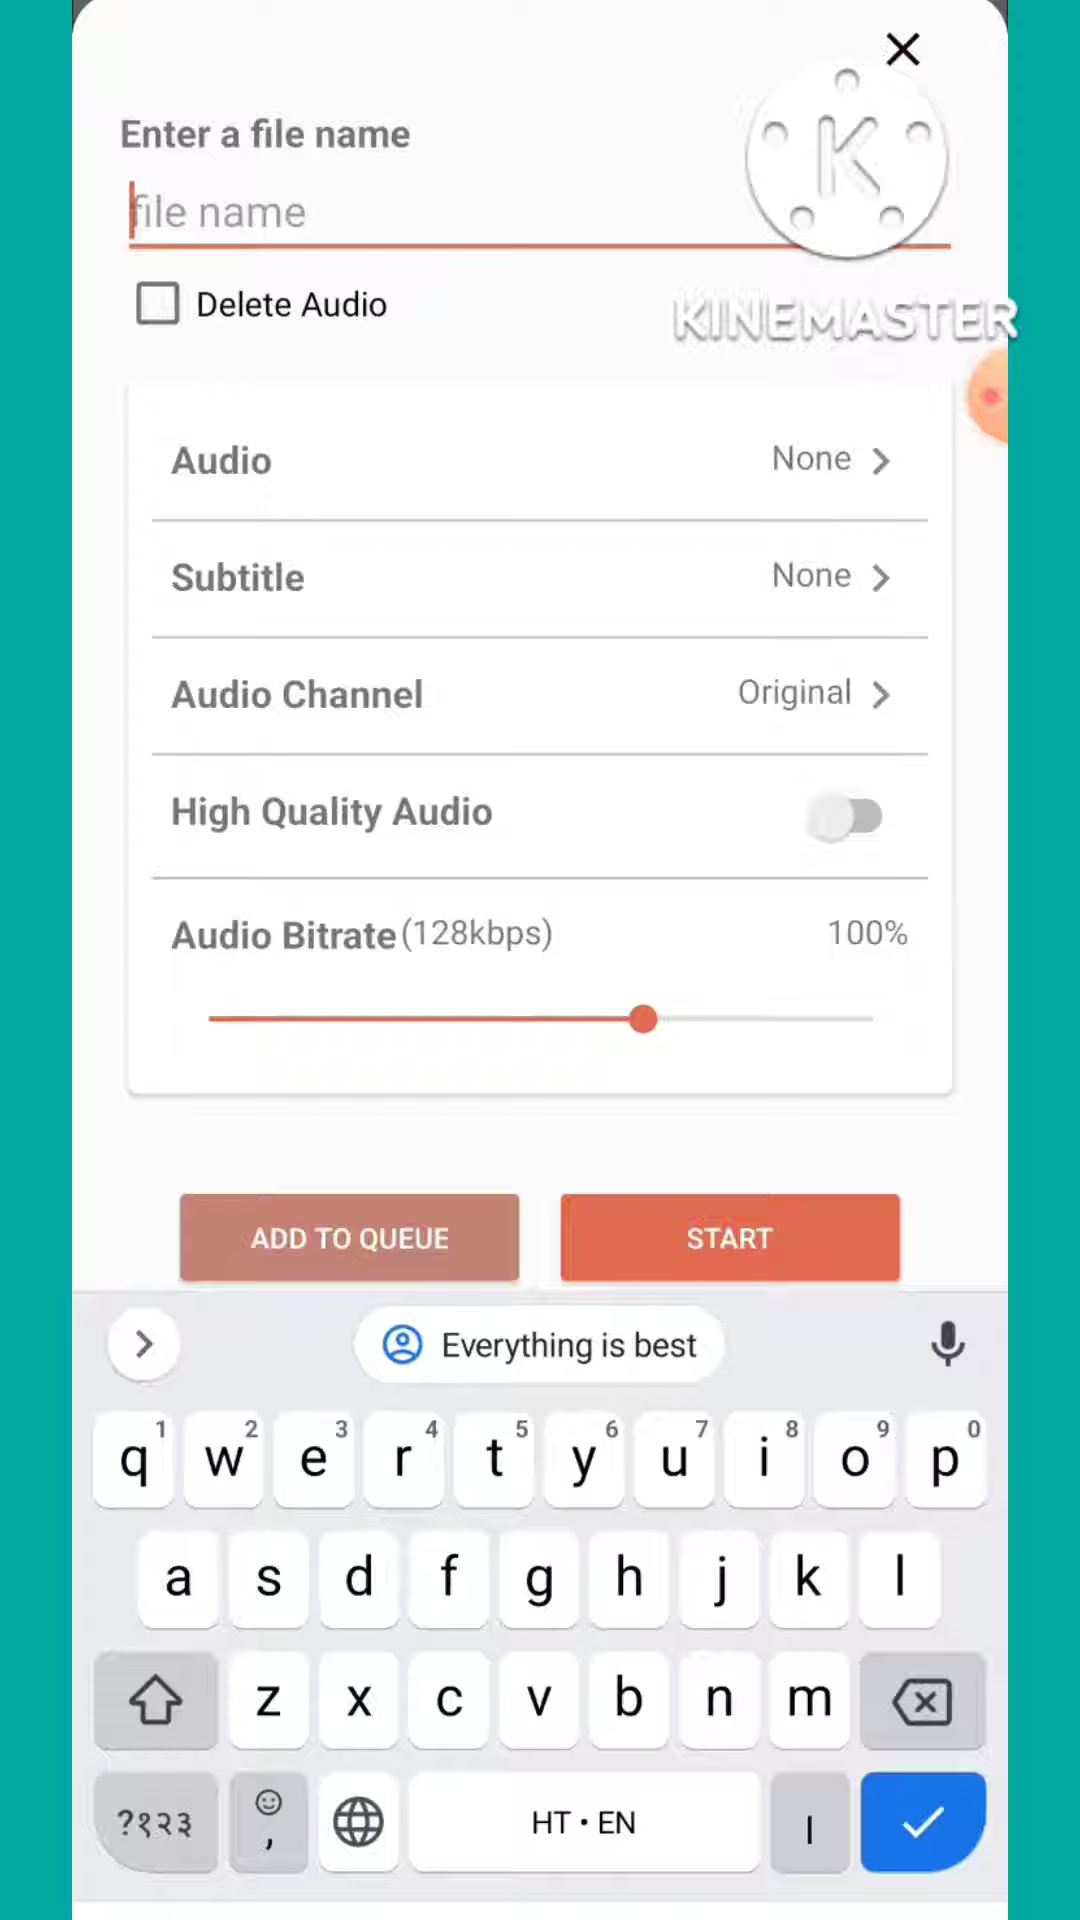 Enter a file name
file name
Delete Audio
K
KINEMASTER
Audio None
Subtitle None
Audio Channel Original
High Quality Audio
Audio Bitrate (128kbps) 100%
ADD TO QUEUE START
Everything is best
q 1 w 2 e 3 r 4 t 5 y 6 u 7 i 8 o 9 p 0
a s d f g h j k l
z x c v b n m
?१२३ , HT • EN ।